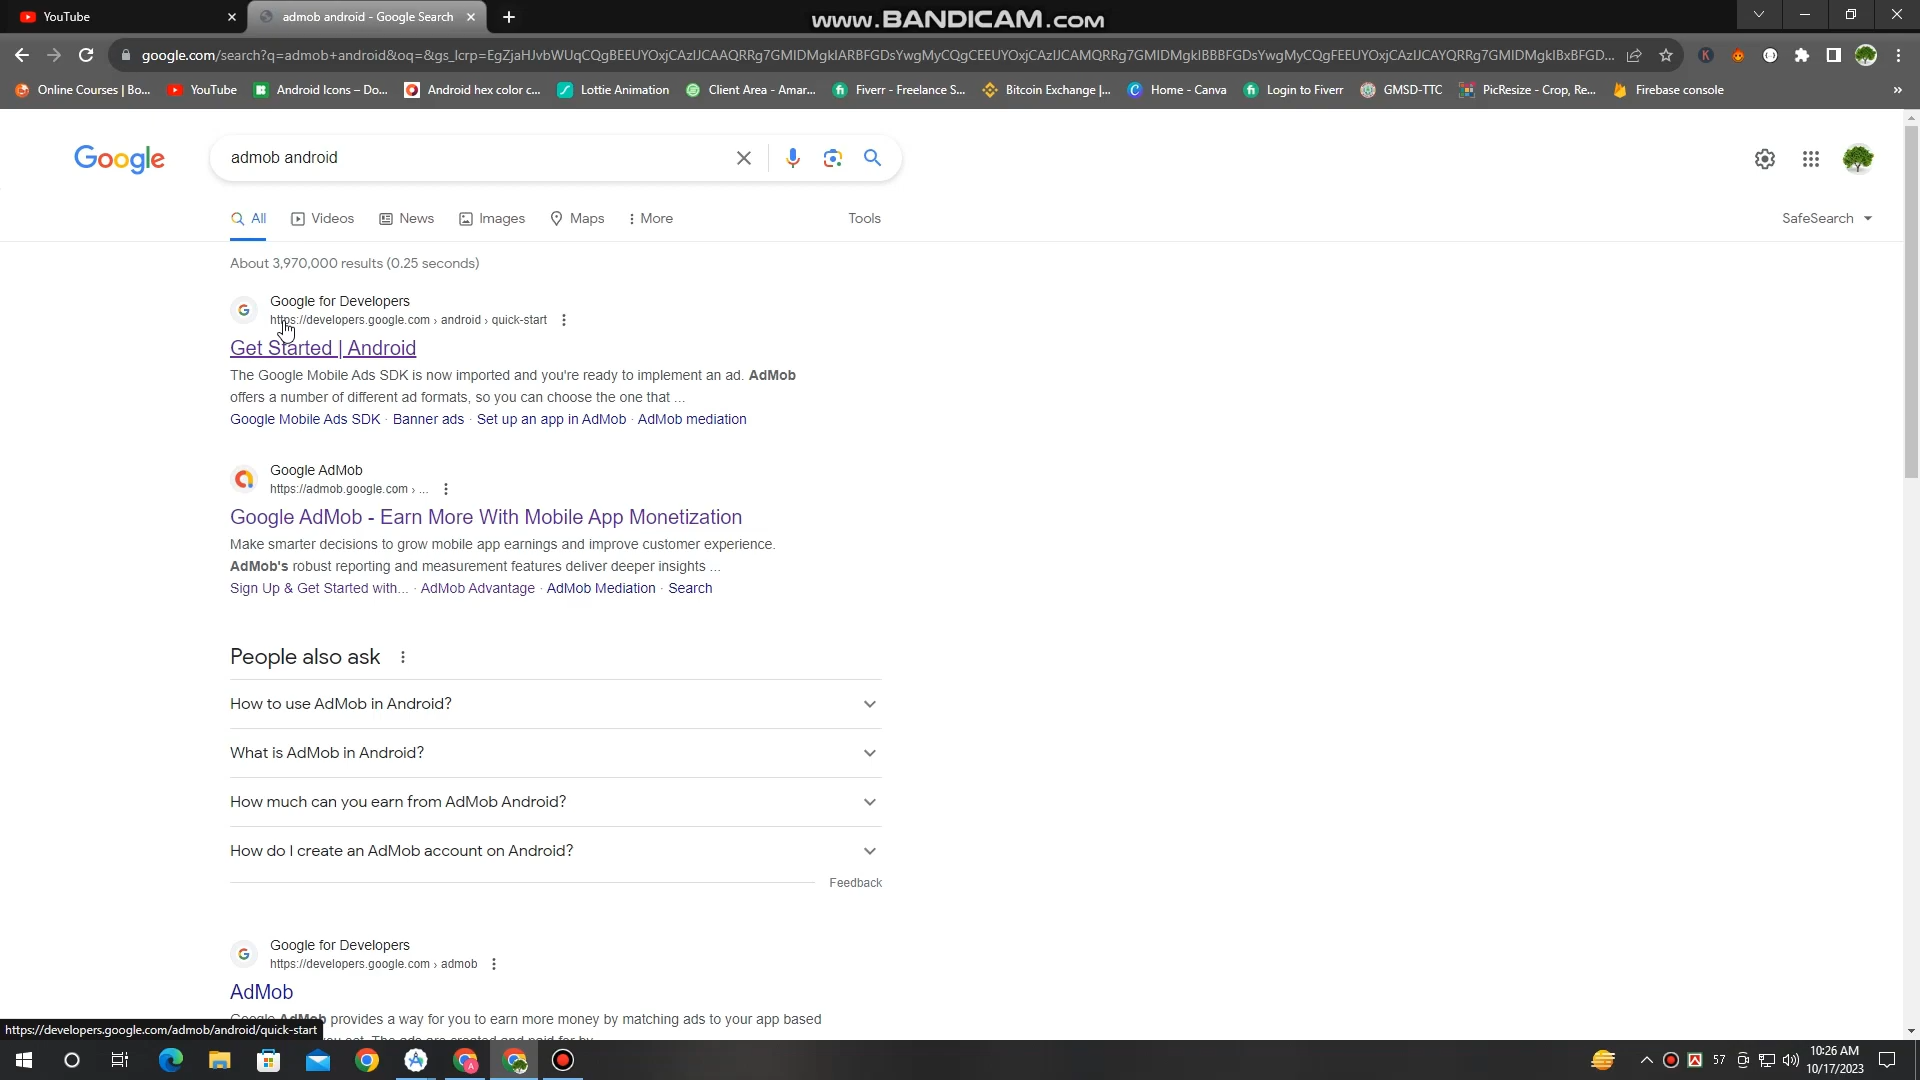 YouTube
admob android - Google Search
www.BANDICAM.com
google.com/search?q=admob+android&oq=&gs_lcrp=EgZjaHJvbWUqCQgBEEUYOxjCAzIJCAAQRRg7GMIDMgkIARBFGDsYwgMyCQgCEEUYOxjCAzIJCAMQRRg7GMIDMgkIBBBFGDsYwgMyCQgFEEUYOxjCAzIJCAYQRRg7GMIDMgkIBxBFGD...
Online Courses | Bo...
YouTube
Android Icons – Do...
Android hex color c...
Lottie Animation
Client Area - Amar...
Fiverr - Freelance S...
Bitcoin Exchange |...
Home - Canva
Login to Fiverr
GMSD-TTC
PicResize - Crop, Re...
Firebase console
Google
admob android
All
Videos
News
Images
Maps
More
Tools
SafeSearch
About 3,970,000 results (0.25 seconds)
Google for Developers
https://developers.google.com › android › quick-start
Get Started | Android
The Google Mobile Ads SDK is now imported and you're ready to implement an ad. AdMob
offers a number of different ad formats, so you can choose the one that ...
Google Mobile Ads SDK · Banner ads · Set up an app in AdMob · AdMob mediation
Google AdMob
https://admob.google.com › ...
Google AdMob - Earn More With Mobile App Monetization
Make smarter decisions to grow mobile app earnings and improve customer experience.
AdMob's robust reporting and measurement features deliver deeper insights ...
Sign Up & Get Started with... · AdMob Advantage · AdMob Mediation · Search
People also ask
How to use AdMob in Android?
What is AdMob in Android?
How much can you earn from AdMob Android?
How do I create an AdMob account on Android?
Feedback
Google for Developers
https://developers.google.com › admob
AdMob
Google AdMob provides a way for you to earn more money by matching ads to your app based
https://developers.google.com/admob/android/quick-start
57
10:26 AM
10/17/2023